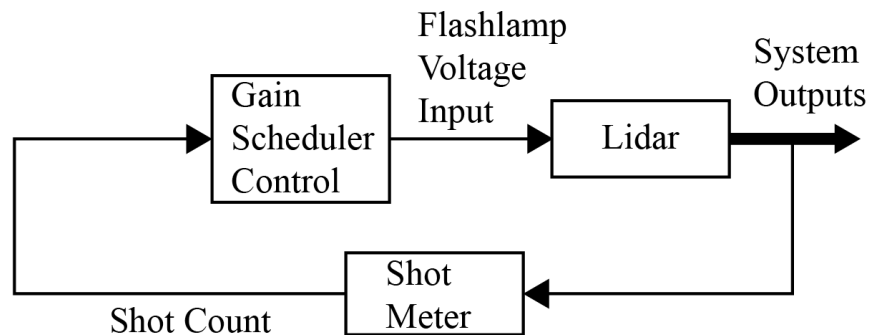 Flashlamp
Voltage
Input
System
Outputs
Gain
Scheduler
Control
Lidar
Shot
Meter
Shot Count